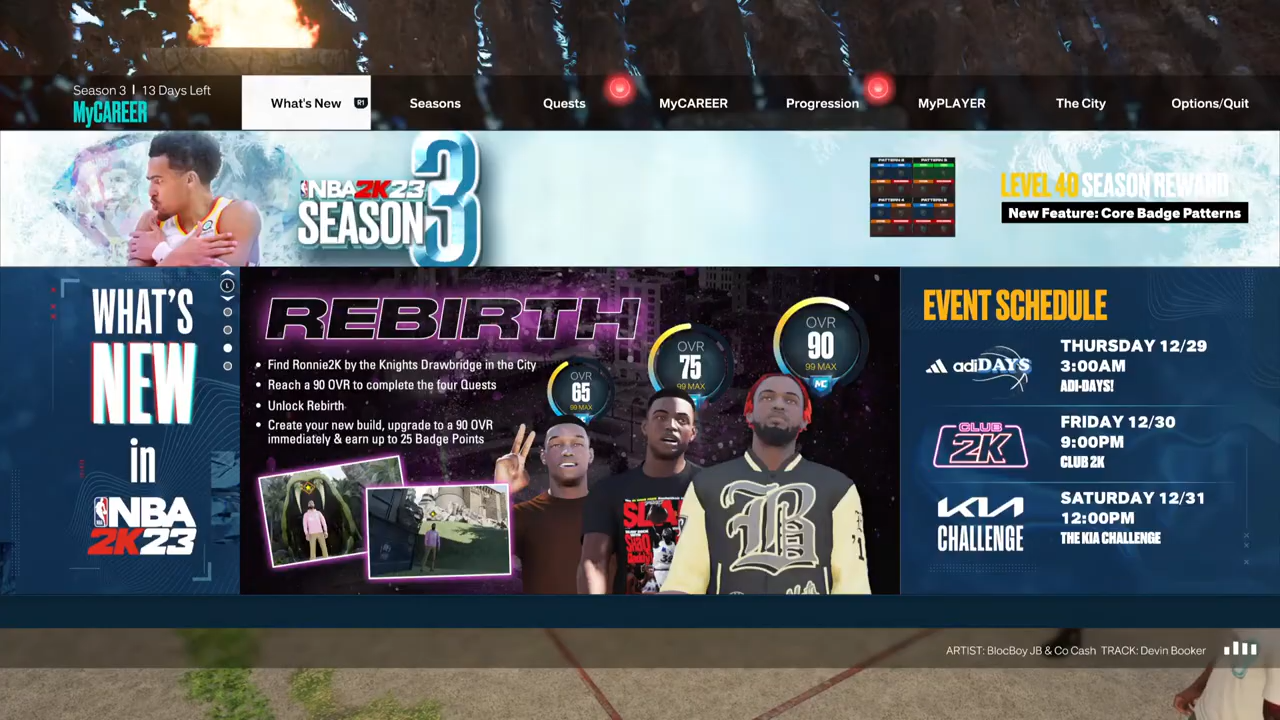 Season 3 | 13 Days Left
MyCAREER
What's New
R1
Seasons
Quests
MyCAREER
Progression
MyPLAYER
The City
Options/Quit
NBA2K23
SEASON 3
LEVEL 40 SEASON REWARD
New Feature: Core Badge Patterns
WHAT'S
NEW
in
NBA
2K23
L
REBIRTH
• Find Ronnie2K by the Knights Drawbridge in the City
• Reach a 90 OVR to complete the four Quests
• Unlock Rebirth
• Create your new build, upgrade to a 90 OVR
immediately & earn up to 25 Badge Points
OVR
65
99 MAX
OVR
75
99 MAX
OVR
90
99 MAX
MC
SLA
B
EVENT SCHEDULE
adiDAYS
THURSDAY 12/29
3:00AM
ADI-DAYS!
CLUB
2K
FRIDAY 12/30
9:00PM
CLUB 2K
KIA
CHALLENGE
SATURDAY 12/31
12:00PM
THE KIA CHALLENGE
ARTIST: BlocBoy JB & Co Cash TRACK: Devin Booker